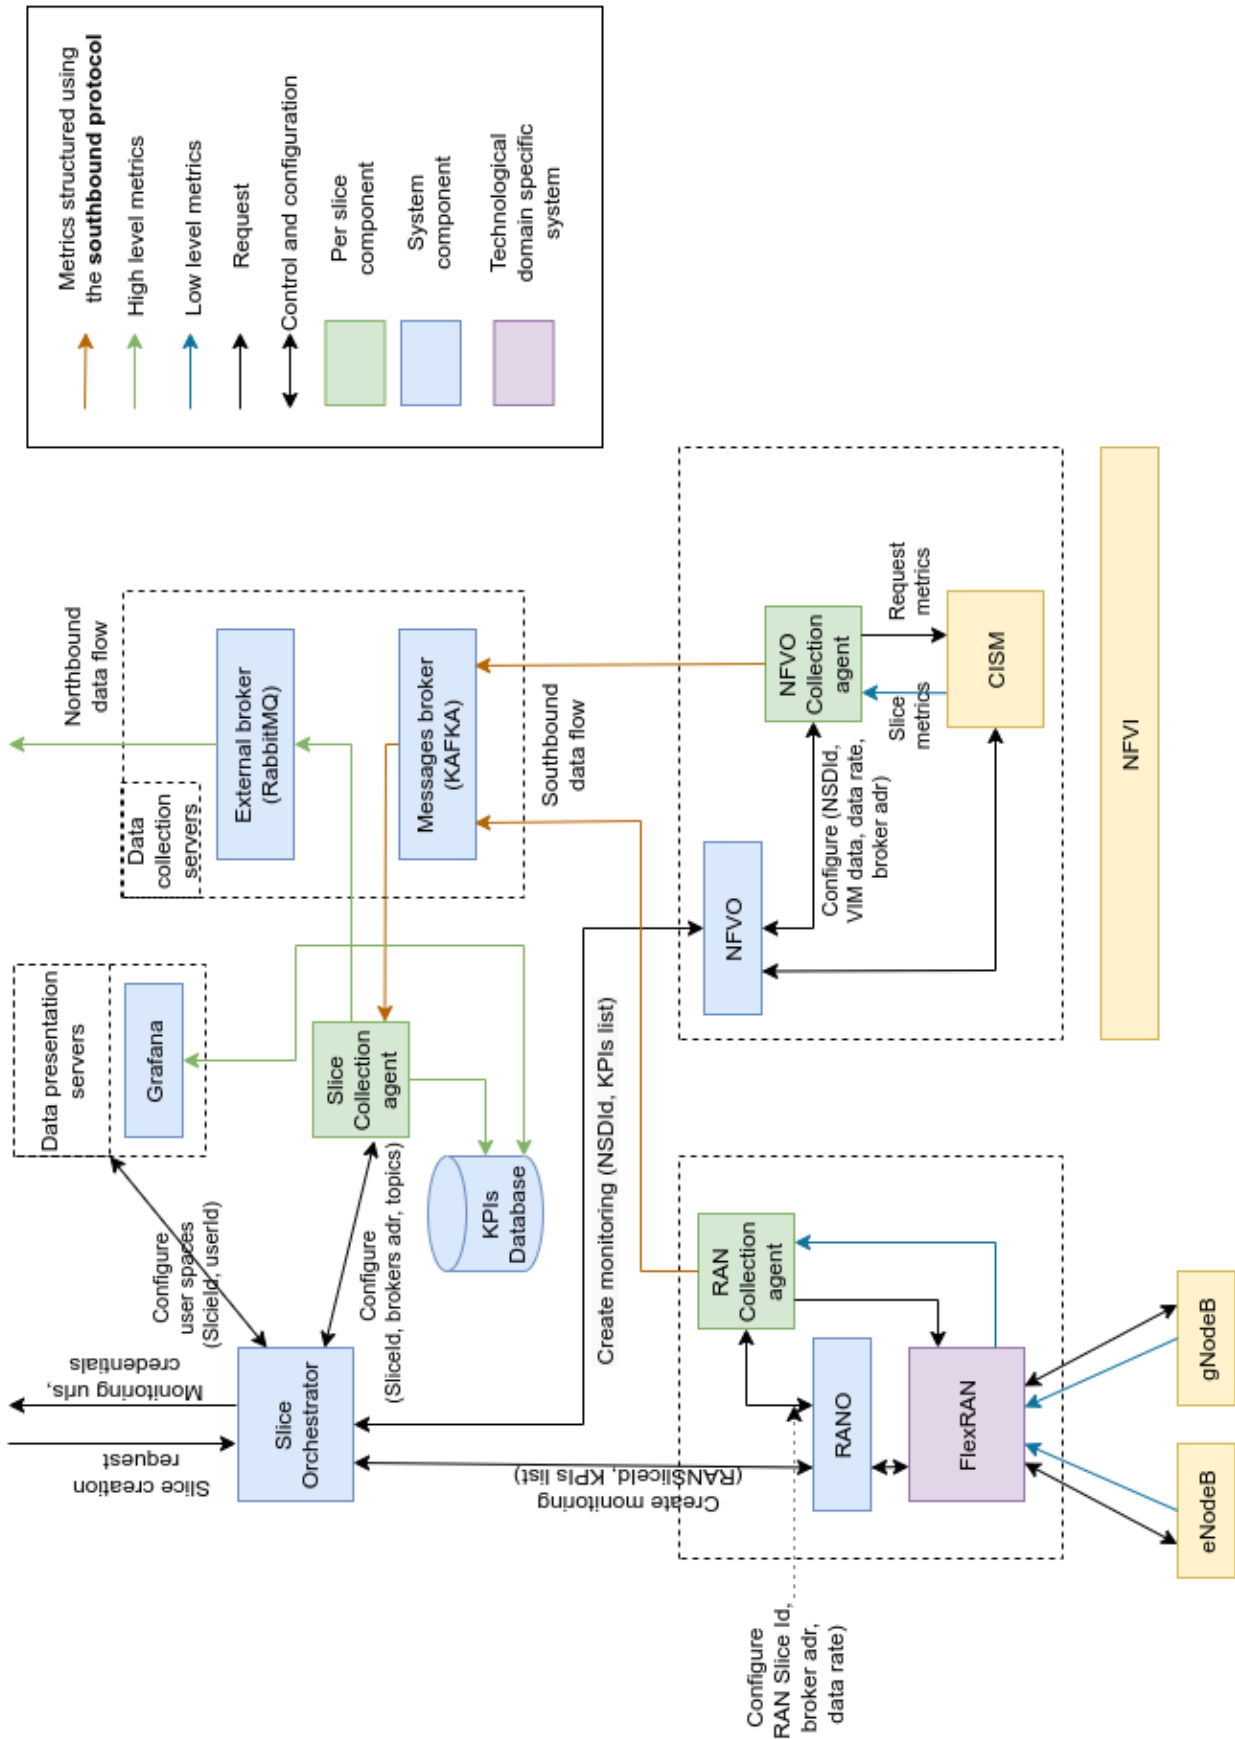 Slice creation
request
Monitoring urls,
credentials
Configure
user spaces
(SlcieId, userId)
Data presentation
servers
Grafana
Data
collection
servers
Northbound
data flow
External broker
(RabbitMQ)
Slice
Orchestrator
Configure
(SliceId, brokers adr, topics)
Slice
Collection
agent
KPIs
Database
Messages broker
(KAFKA)
Southbound
data flow
Create monitoring
(RANSliceId, KPIs list)
Create monitoring (NSDId, KPIs list)
Configure
RAN Slice Id,
broker adr,
data rate)
RANO
RAN
Collection
agent
FlexRAN
eNodeB
gNodeB
NFVO
Configure (NSDId,
VIM data, data rate,
broker adr)
NFVO
Collection
agent
Slice
metrics
Request
metrics
CISM
NFVI
Metrics structured using
the southbound protocol
High level metrics
Low level metrics
Request
Control and configuration
Per slice
component
System
component
Technological
domain specific
system